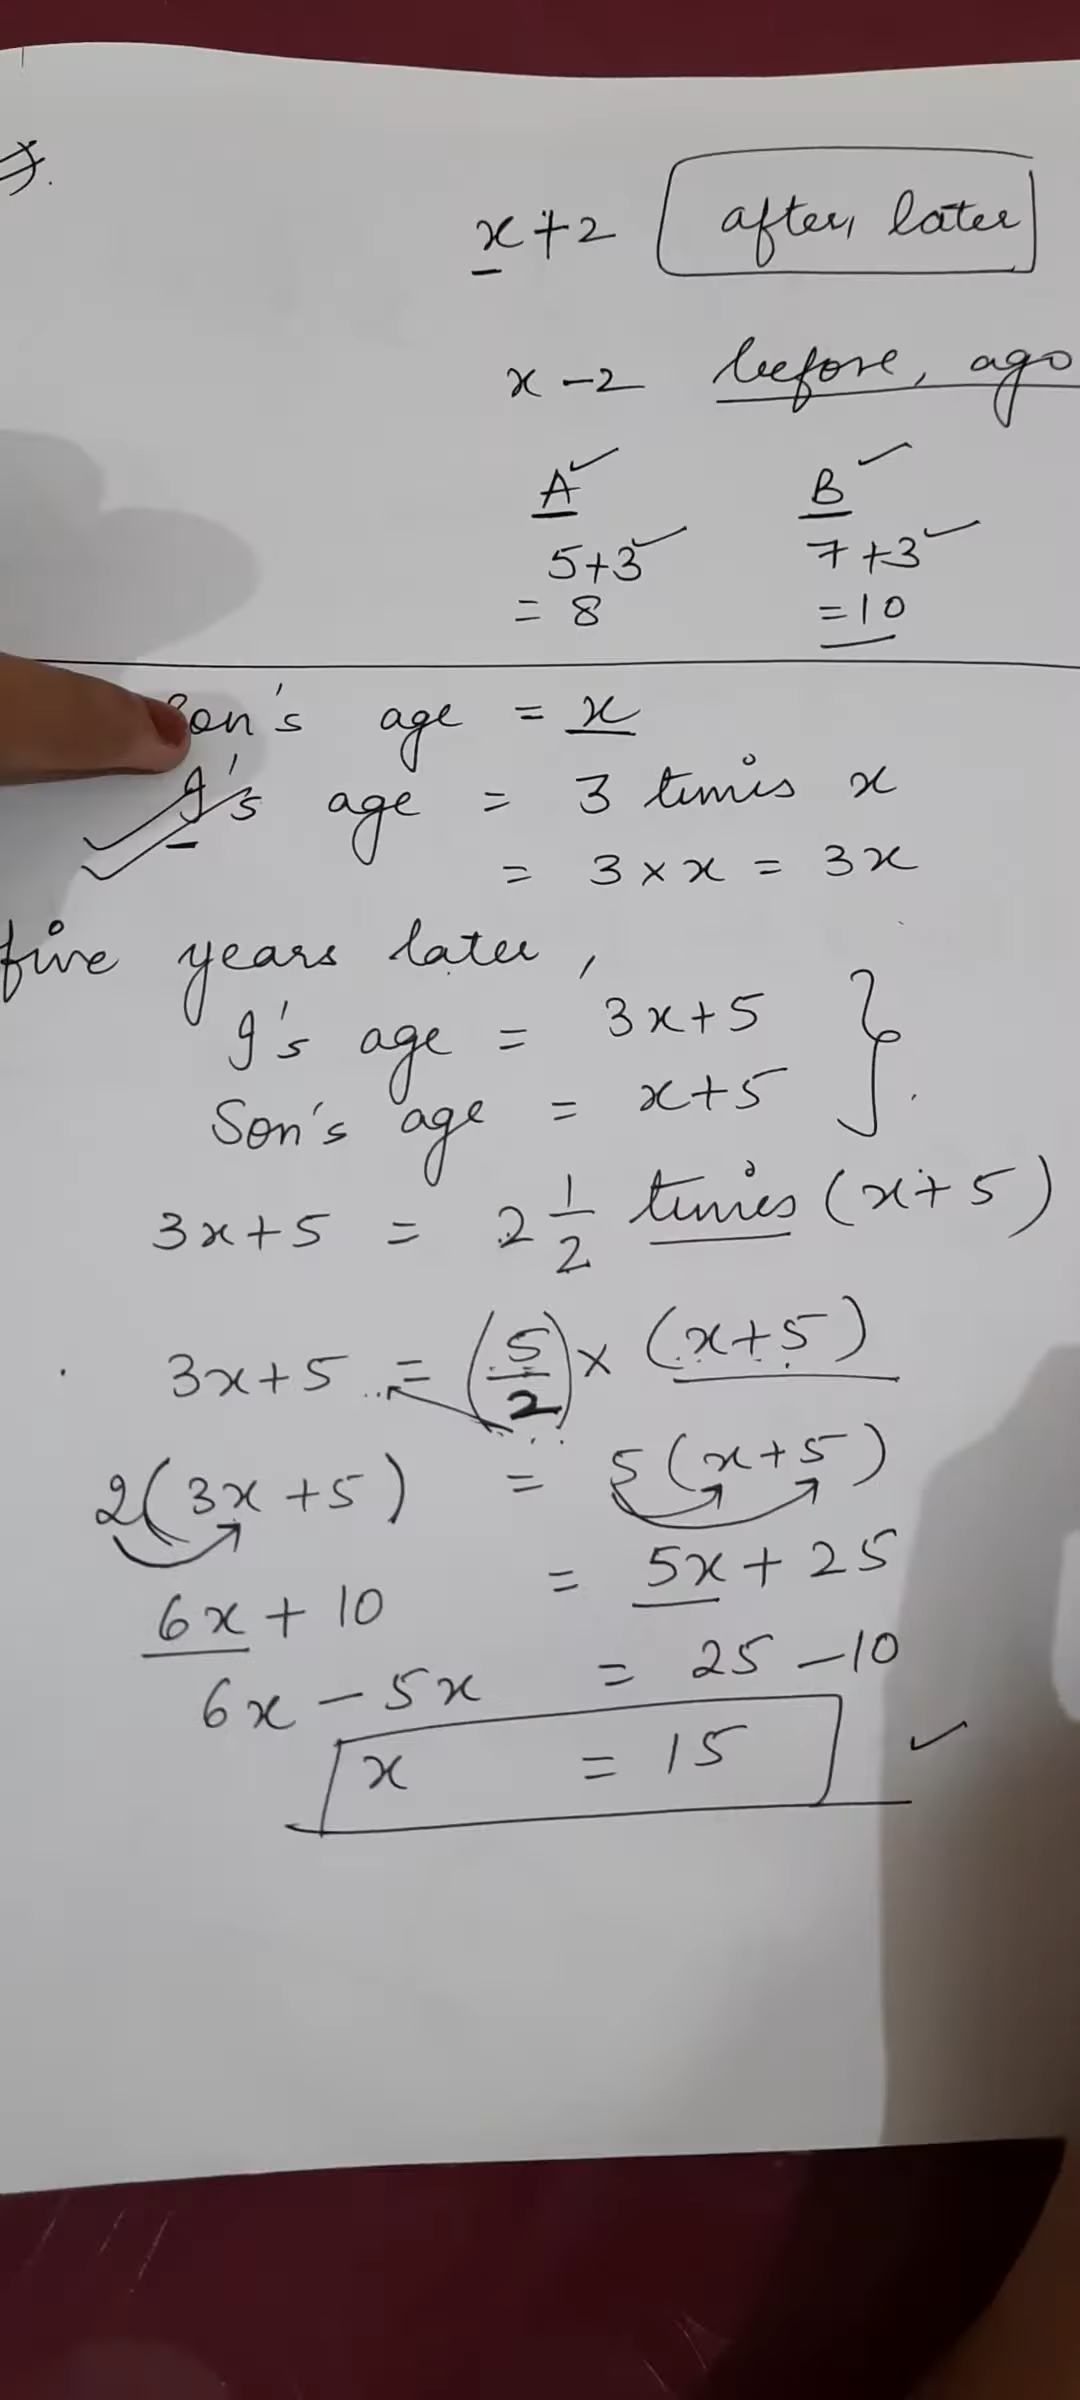 x+2 after, later
x-2 before, ago
A B
5+3 7+3
= 8 =10
Son's age = x
I's age = 3 times x
= 3 × x = 3x
five years later,
I's age = 3x+5
Son's age = x+5
3x+5 = 2 1/2 times (x+5)
3x+5 = (5/2) × (x+5)
2(3x+5) = 5(x+5)
6x + 10 = 5x + 25
6x - 5x = 25 - 10
x = 15